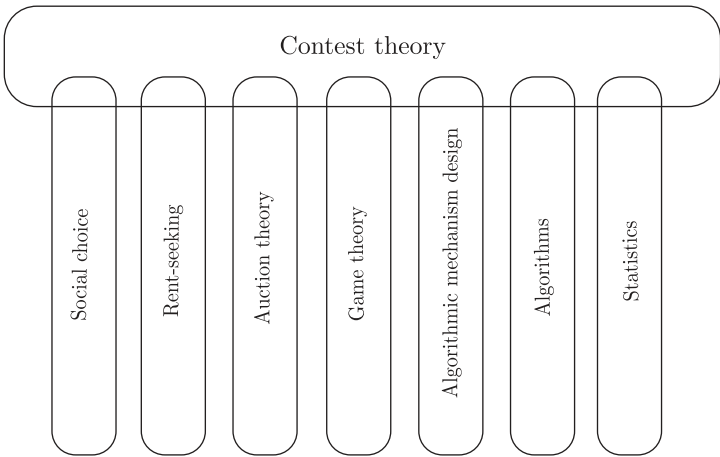 Contest theory
Social choice
Rent-seeking
Auction theory
Game theory
Algorithmic mechanism design
Algorithms
Statistics